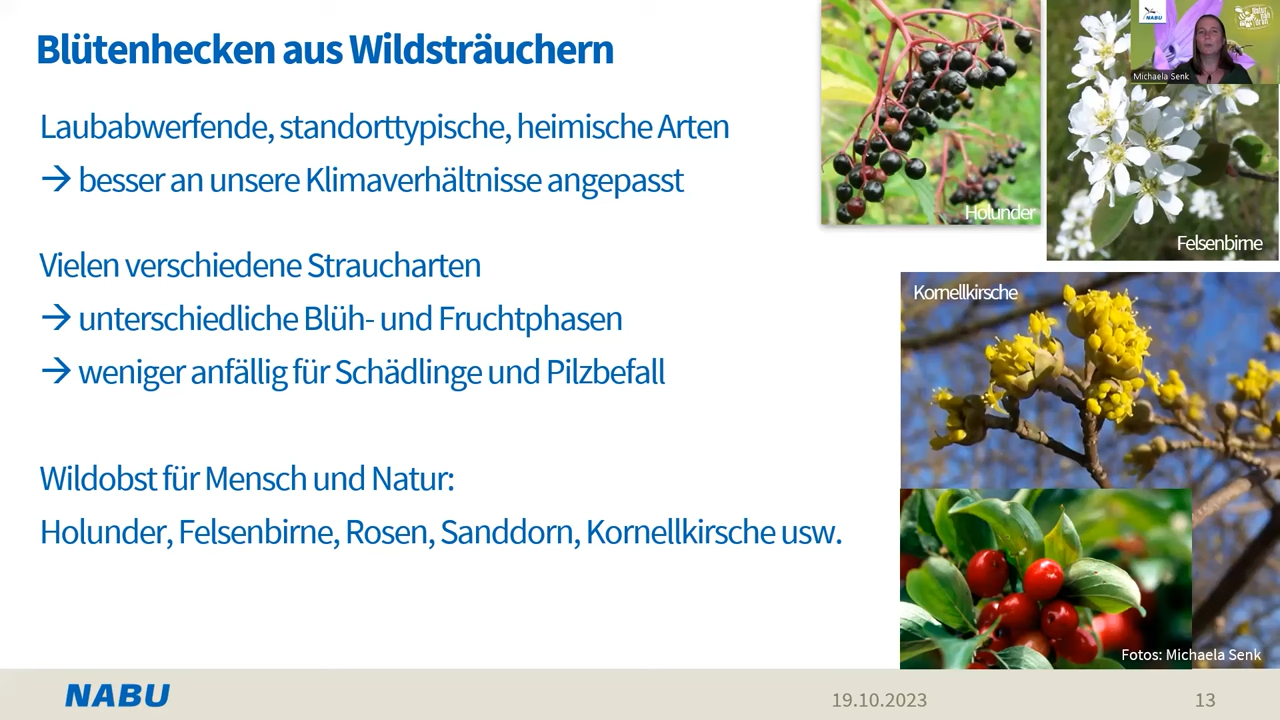 Blütenhecken aus Wildsträuchern
Laubabwerfende, standorttypische, heimische Arten
→ besser an unsere Klimaverhältnisse angepasst
Vielen verschiedene Straucharten
→ unterschiedliche Blüh- und Fruchtphasen
→ weniger anfällig für Schädlinge und Pilzbefall
Wildobst für Mensch und Natur:
Holunder, Felsenbirne, Rosen, Sanddorn, Kornellkirsche usw.
Holunder
Felsenbirne
NABU
Michaela Senk
Kornellkirsche
Fotos: Michaela Senk
NABU
19.10.2023
13